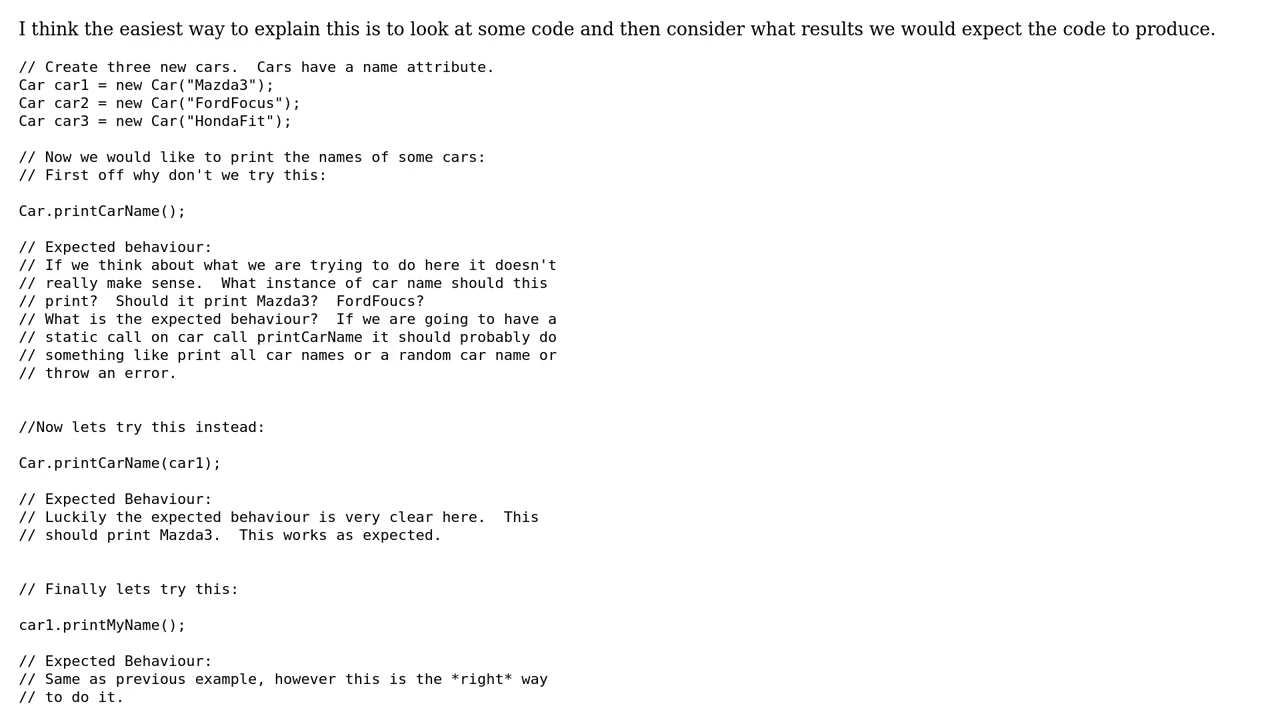 I think the easiest way to explain this is to look at some code and then consider what results we would expect the code to produce.
// Create three new cars.  Cars have a name attribute.
Car car1 = new Car("Mazda3");
Car car2 = new Car("FordFocus");
Car car3 = new Car("HondaFit");
// Now we would like to print the names of some cars:
// First off why don't we try this:
Car.printCarName();
// Expected behaviour:
// If we think about what we are trying to do here it doesn't
// really make sense.  What instance of car name should this
// print?  Should it print Mazda3?  FordFoucs?
// What is the expected behaviour?  If we are going to have a
// static call on car call printCarName it should probably do
// something like print all car names or a random car name or
// throw an error.
//Now lets try this instead:
Car.printCarName(car1);
// Expected Behaviour:
// Luckily the expected behaviour is very clear here.  This
// should print Mazda3.  This works as expected.
// Finally lets try this:
car1.printMyName();
// Expected Behaviour:
// Same as previous example, however this is the *right* way
// to do it.